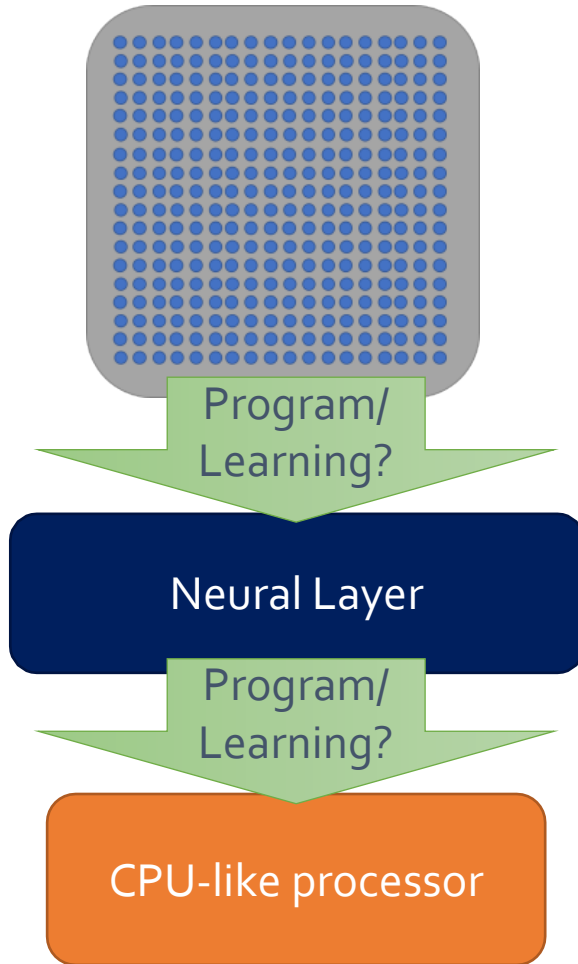 Program/
Learning?
Neural Layer
Program/
Learning?
CPU-like processor